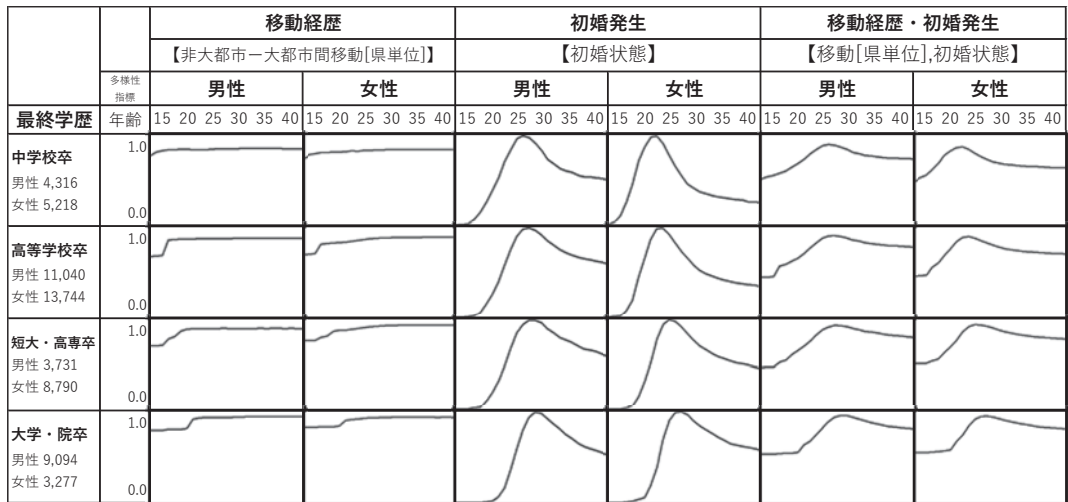 移動経歴 初婚発生 移動経歴・初婚発生
【非大都市ー大都市間移動[県単位]】 【初婚状態】 【移動[県単位],初婚状態】
多様性
指標
男性 女性 男性 女性 男性 女性
最終学歴 年齢 15 20 25 30 35 40 15 20 25 30 35 40 15 20 25 30 35 40 15 20 25 30 35 40 15 20 25 30 35 40 15 20 25 30 35 40
1.0
中学校卒
男性 4,316
女性 5,218
0.0
1.0
高等学校卒
男性 11,040
女性 13,744
0.0
1.0
短大・高専卒
男性 3,731
女性 8,790
0.0
1.0
大学・院卒
男性 9,094
女性 3,277
0.0